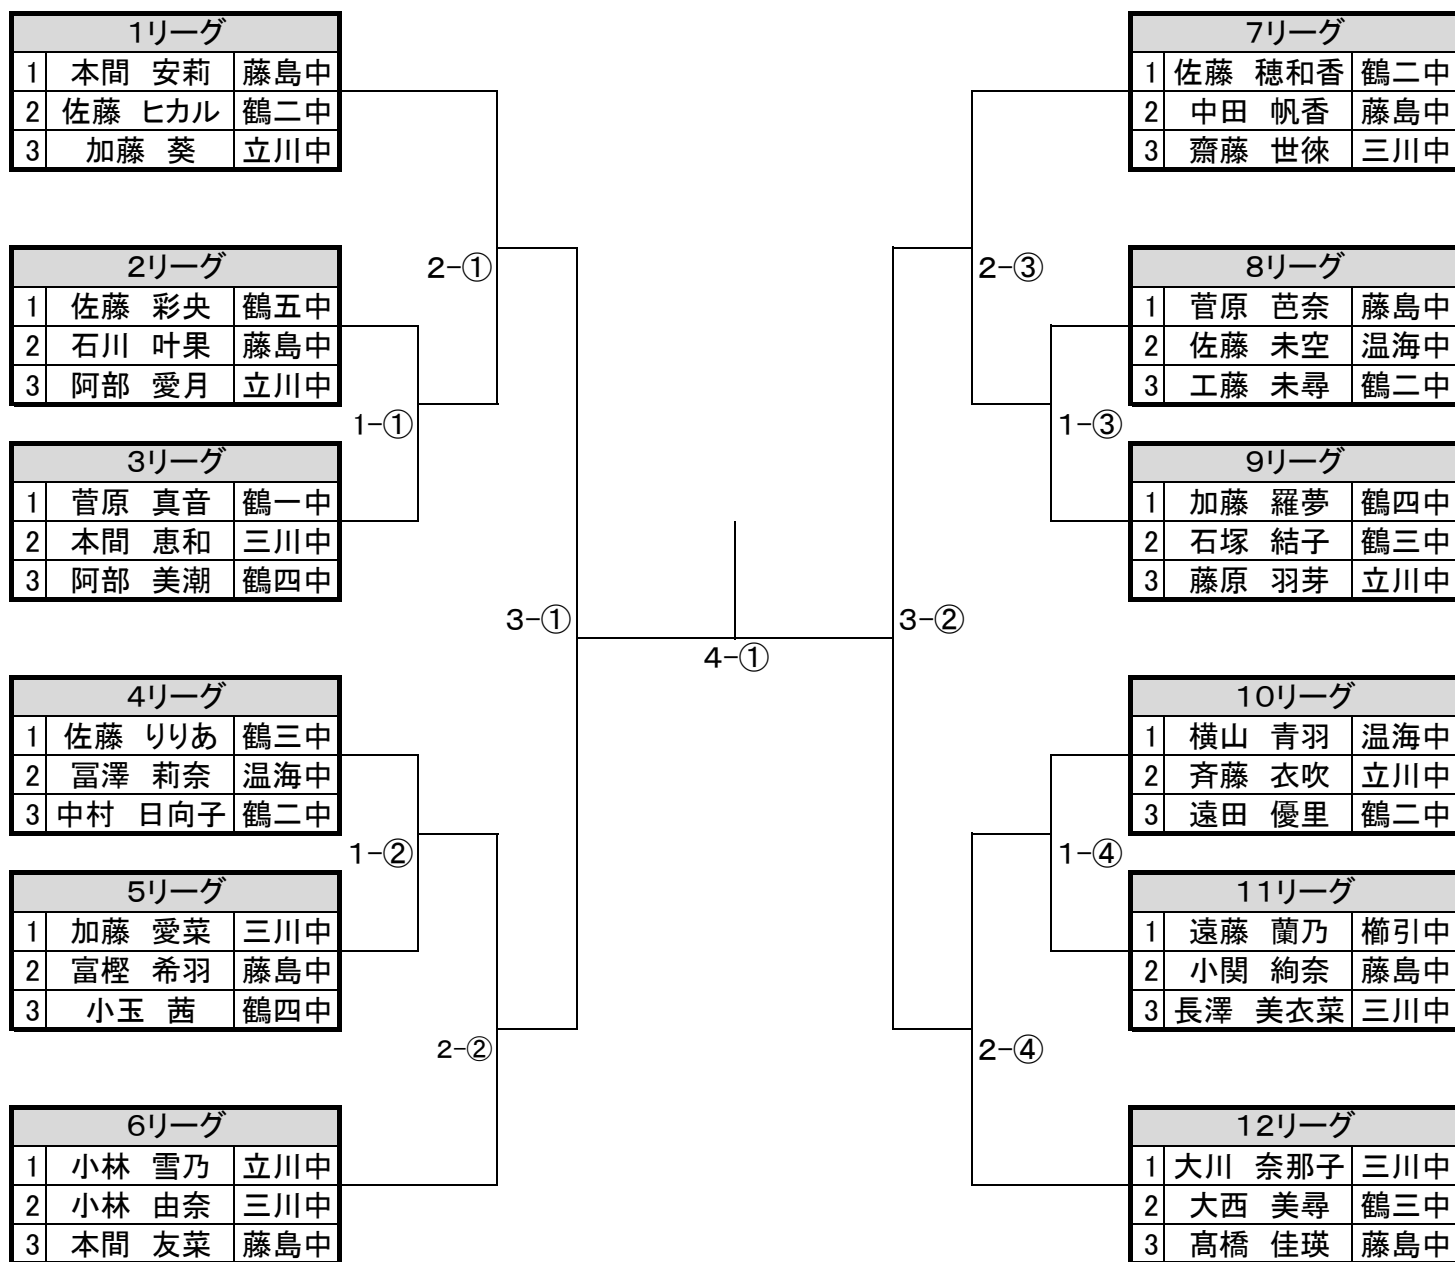 1リーグ
1 本間 安莉 藤島中
2 佐藤 ヒカル 鶴二中
3 加藤 葵 立川中
2リーグ
1 佐藤 彩央 鶴五中
2 石川 叶果 藤島中
3 阿部 愛月 立川中
3リーグ
1 菅原 真音 鶴一中
2 本間 恵和 三川中
3 阿部 美潮 鶴四中
4リーグ
1 佐藤 りりあ 鶴三中
2 冨澤 莉奈 温海中
3 中村 日向子 鶴二中
5リーグ
1 加藤 愛菜 三川中
2 富樫 希羽 藤島中
3 小玉 茜 鶴四中
6リーグ
1 小林 雪乃 立川中
2 小林 由奈 三川中
3 本間 友菜 藤島中
2-①
1-①
3-①
1-②
2-②
4-①
2-③
1-③
3-②
1-④
2-④
7リーグ
1 佐藤 穂和香 鶴二中
2 中田 帆香 藤島中
3 齋藤 世徠 三川中
8リーグ
1 菅原 芭奈 藤島中
2 佐藤 未空 温海中
3 工藤 未尋 鶴二中
9リーグ
1 加藤 羅夢 鶴四中
2 石塚 結子 鶴三中
3 藤原 羽芽 立川中
10リーグ
1 横山 青羽 温海中
2 斉藤 衣吹 立川中
3 遠田 優里 鶴二中
11リーグ
1 遠藤 蘭乃 櫛引中
2 小関 絢奈 藤島中
3 長澤 美衣菜 三川中
12リーグ
1 大川 奈那子 三川中
2 大西 美尋 鶴三中
3 髙橋 佳瑛 藤島中